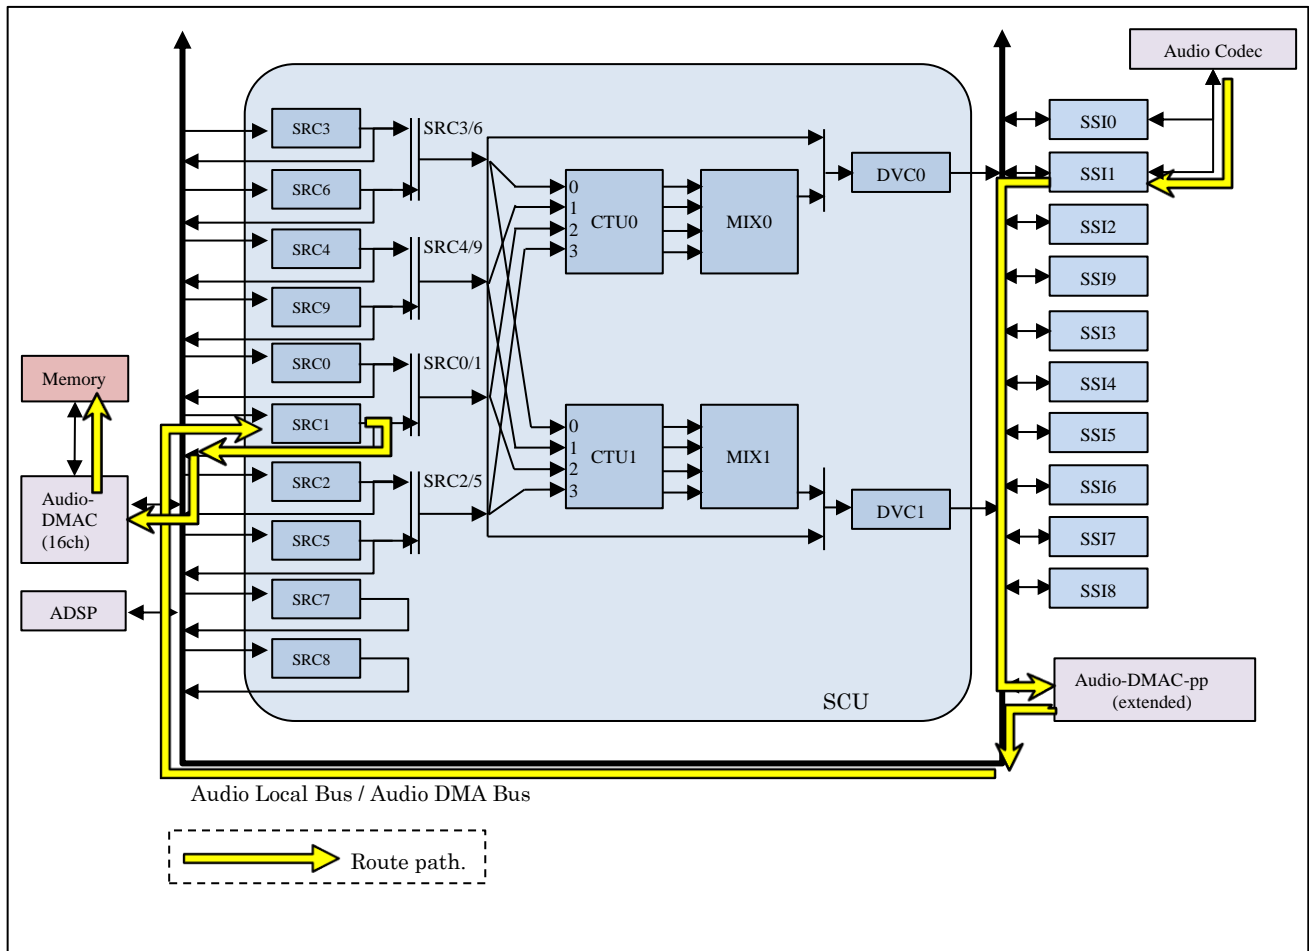 Audio Codec
SRC3
SRC3/6
SSI0
SRC6
DVC0
SSI1
0
1
2
3
CTU0
MIX0
SSI2
SRC4
SRC4/9
SSI9
SRC9
SSI3
SRC0
SRC0/1
Memory
SSI4
SRC1
SSI5
0
1
2
3
CTU1
MIX1
SRC2
SRC2/5
SSI6
Audio-
DMAC
(16ch)
DVC1
SRC5
SSI7
SSI8
SRC7
ADSP
SRC8
Audio-DMAC-pp
(extended)
SCU
Audio Local Bus / Audio DMA Bus
Route path.